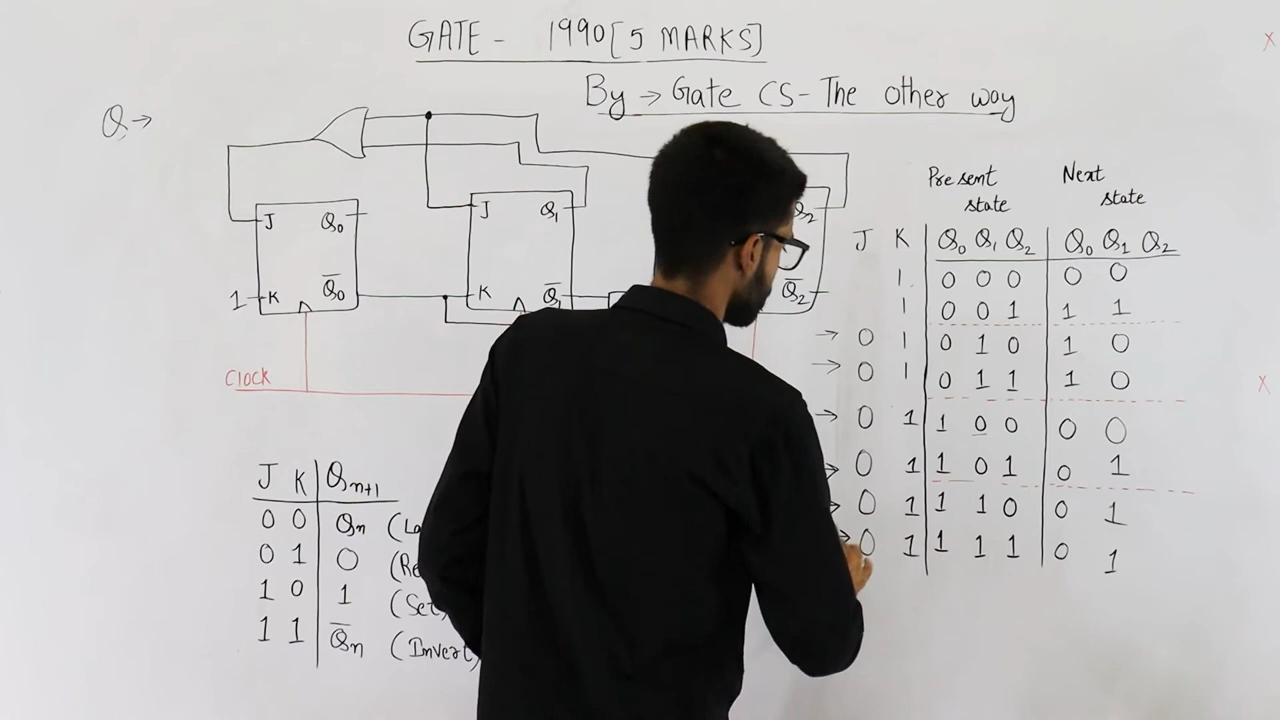 GATE - 1990 [5 MARKS]
By → Gate CS - The other way
Q →
J Q₀
1 K Q̅₀
J Q₁
K Q̅₁
Q₂
Q̅₂
Clock
J K Qₙ₊₁
0 0 Qₙ (
0 1 0 (
1 0 1 (Set
1 1 Q̅ₙ (Invert)
Present state Next state
J K Q₀ Q₁ Q₂ Q₀ Q₁ Q₂
1 0 0 0 0 0
1 0 0 1 1 1
→ 0 1 0 1 0 1 0
→ 0 1 0 1 1 1 0
→ 0 1 1 0 0 0 0
→ 0 1 1 0 1 0 1
→ 0 1 1 1 0 0 1
→ 0 1 1 1 1 0 1
x
x